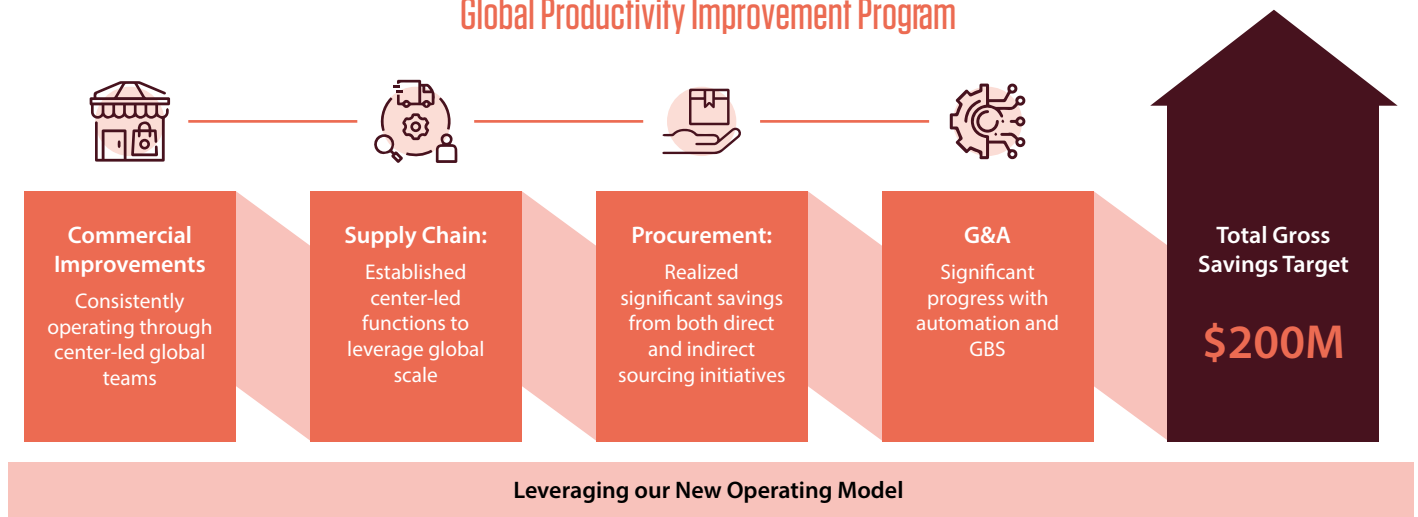 Global Productivity Improvement Program
Commercial
Improvements
Consistently
operating through
center-led global
teams
Supply Chain:
Established
center-led
functions to
leverage global
scale
Procurement:
Realized
significant savings
from both direct
and indirect
sourcing initiatives
G&A
Significant
progress with
automation and
GBS
Total Gross
Savings Target
$200M
Leveraging our New Operating Model